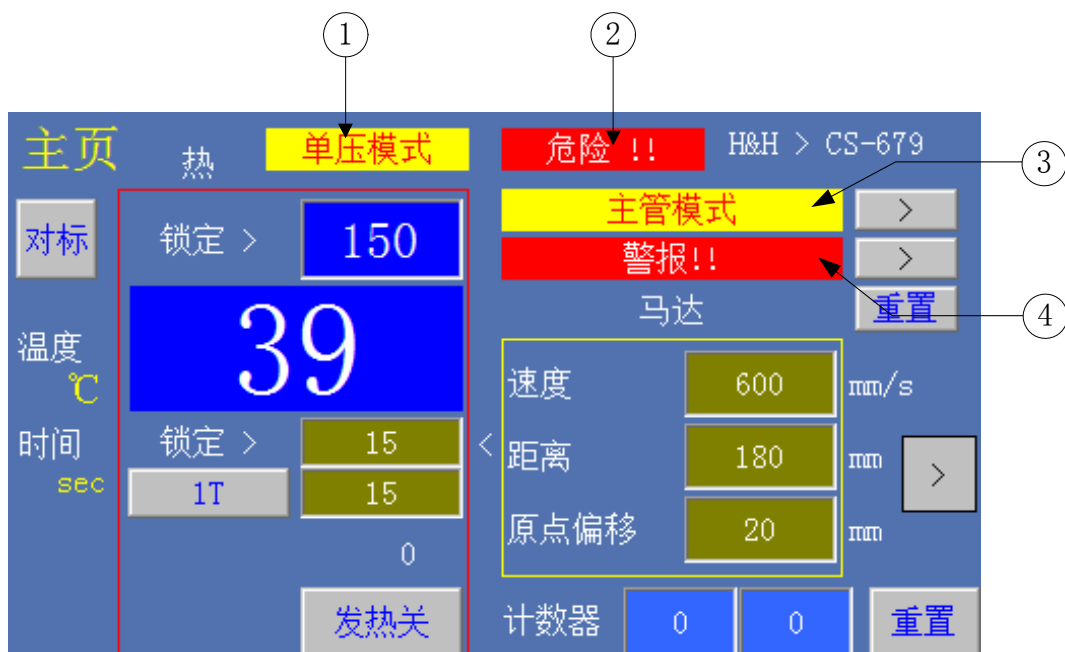 ① ②
主页 热 单压模式 危险 !! H&H > CS-679
③
主管模式 >
对标 锁定 > 150
警报!! >
马达 重置
④
39
温度
℃
速度 600 mm/s
时间 锁定 > 15 <
距离 180 mm >
sec 1T 15
原点偏移 20 mm
0
发热关 计数器 0 0 重置